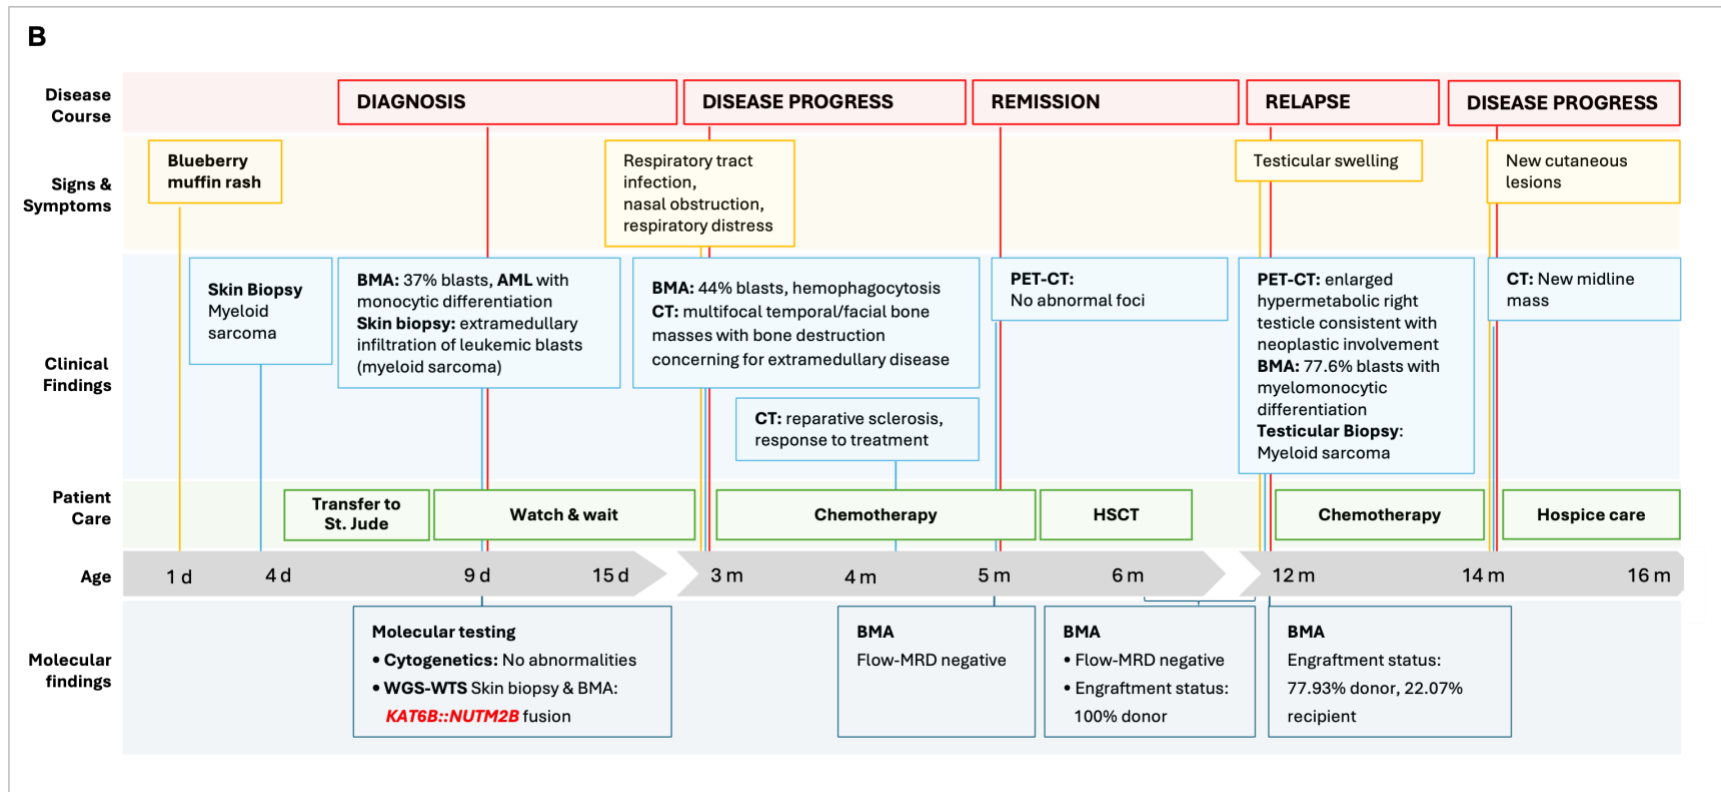 B
Disease
Course
DIAGNOSIS
DISEASE PROGRESS
REMISSION
RELAPSE
DISEASE PROGRESS
Signs &
Symptoms
Blueberry
muffin rash
Respiratory tract
infection,
nasal obstruction,
respiratory distress
Testicular swelling
New cutaneous
lesions
Clinical
Findings
Skin Biopsy
Myeloid
sarcoma
BMA: 37% blasts, AML with
monocytic differentiation
Skin biopsy: extramedullary
infiltration of leukemic blasts
(myeloid sarcoma)
BMA: 44% blasts, hemophagocytosis
CT: multifocal temporal/facial bone
masses with bone destruction
concerning for extramedullary disease
CT: reparative sclerosis,
response to treatment
PET-CT:
No abnormal foci
PET-CT: enlarged
hypermetabolic right
testicle consistent with
neoplastic involvement
BMA: 77.6% blasts with
myelomonocytic
differentiation
Testicular Biopsy:
Myeloid sarcoma
CT: New midline
mass
Patient
Care
Transfer to
St. Jude
Watch & wait
Chemotherapy
HSCT
Chemotherapy
Hospice care
Age
1 d
4 d
9 d
15 d
3 m
4 m
5 m
6 m
12 m
14 m
16 m
Molecular
findings
Molecular testing
• Cytogenetics: No abnormalities
• WGS-WTS Skin biopsy & BMA:
KAT6B::NUTM2B fusion
BMA
Flow-MRD negative
BMA
• Flow-MRD negative
• Engraftment status:
100% donor
BMA
Engraftment status:
77.93% donor, 22.07%
recipient